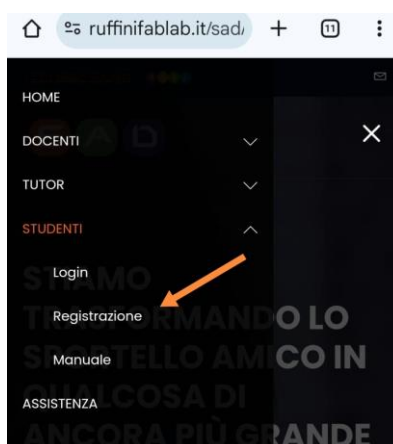 ruffinifablab.it/sad/
11
HOME
DOCENTI
TUTOR
STUDENTI
Login
Registrazione
Manuale
ASSISTENZA
STIAMO
TRASFORMANDO LO
SPORTELLO AMICO IN
QUALCOSA DI
ANCORA PIÙ GRANDE